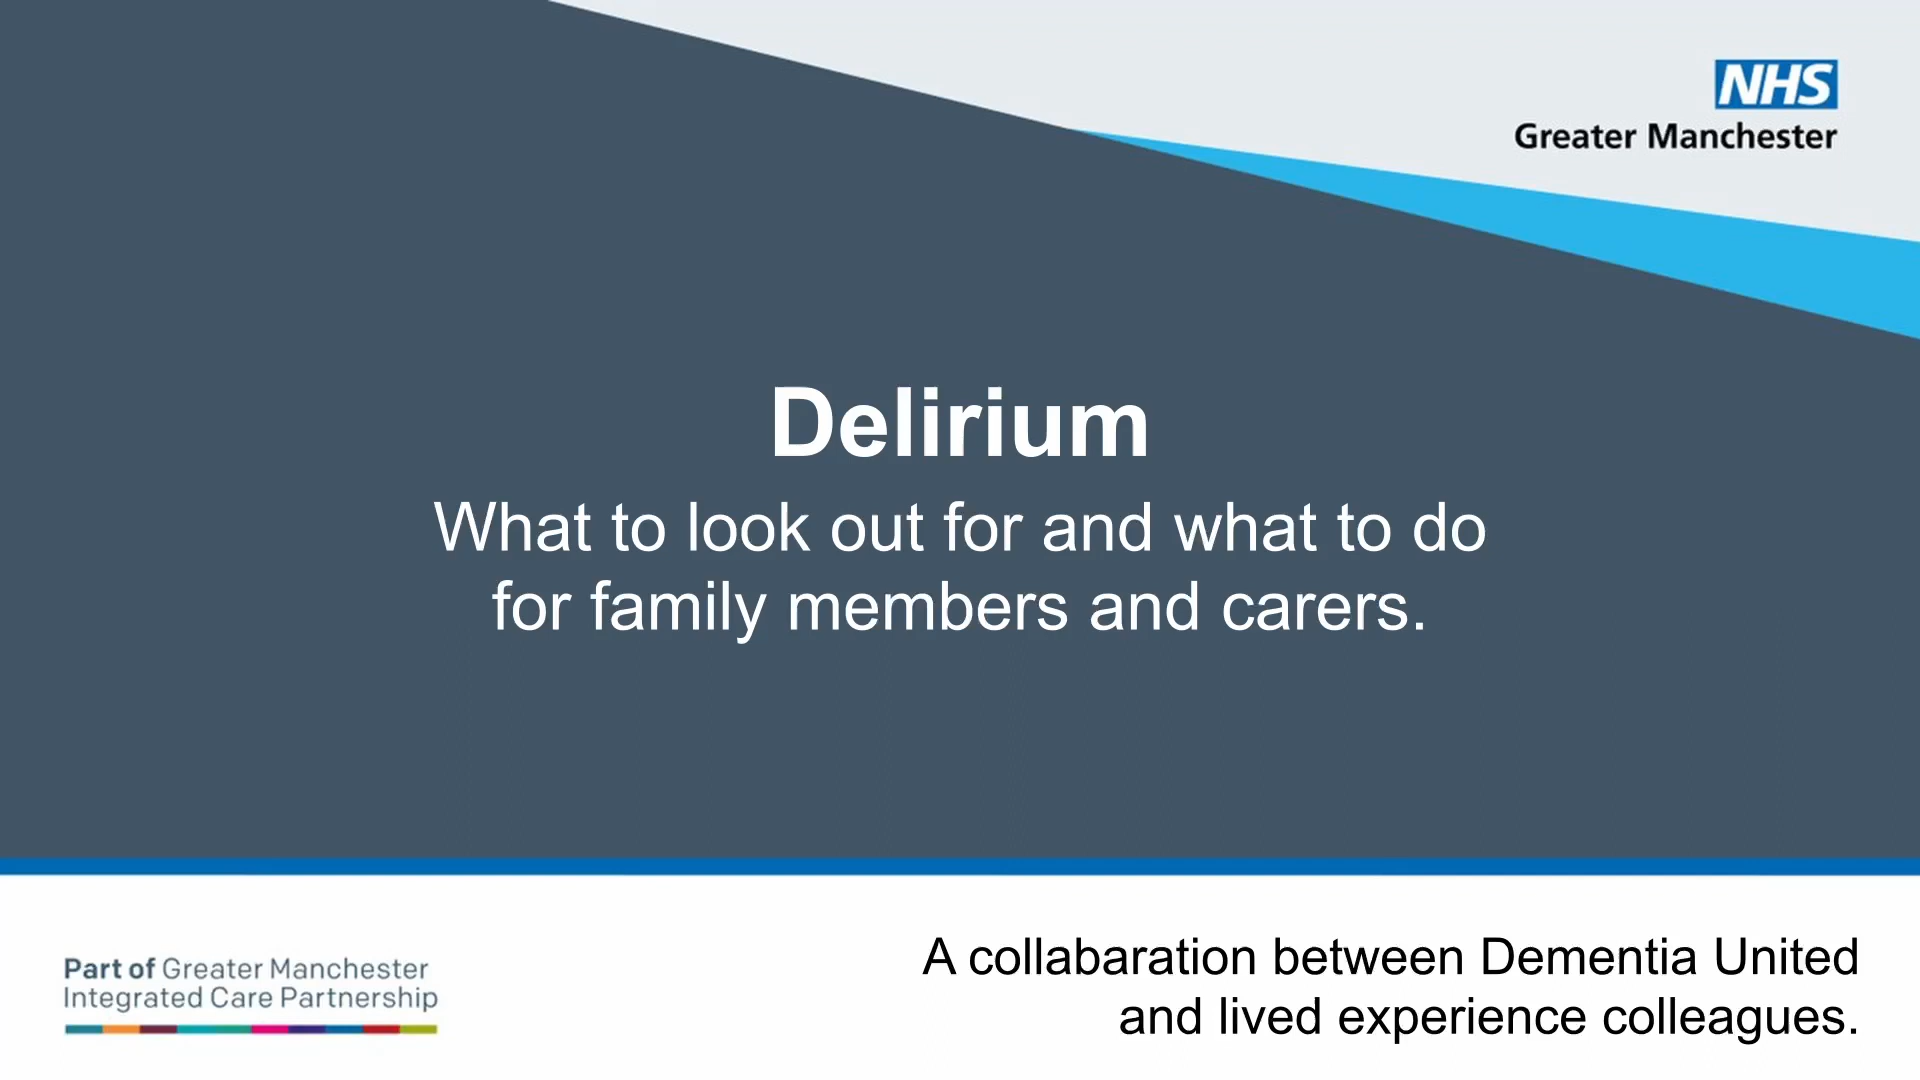 NHS
Greater Manchester
Delirium
What to look out for and what to do
for family members and carers.
Part of Greater Manchester
Integrated Care Partnership
A collabaration between Dementia United
and lived experience colleagues.